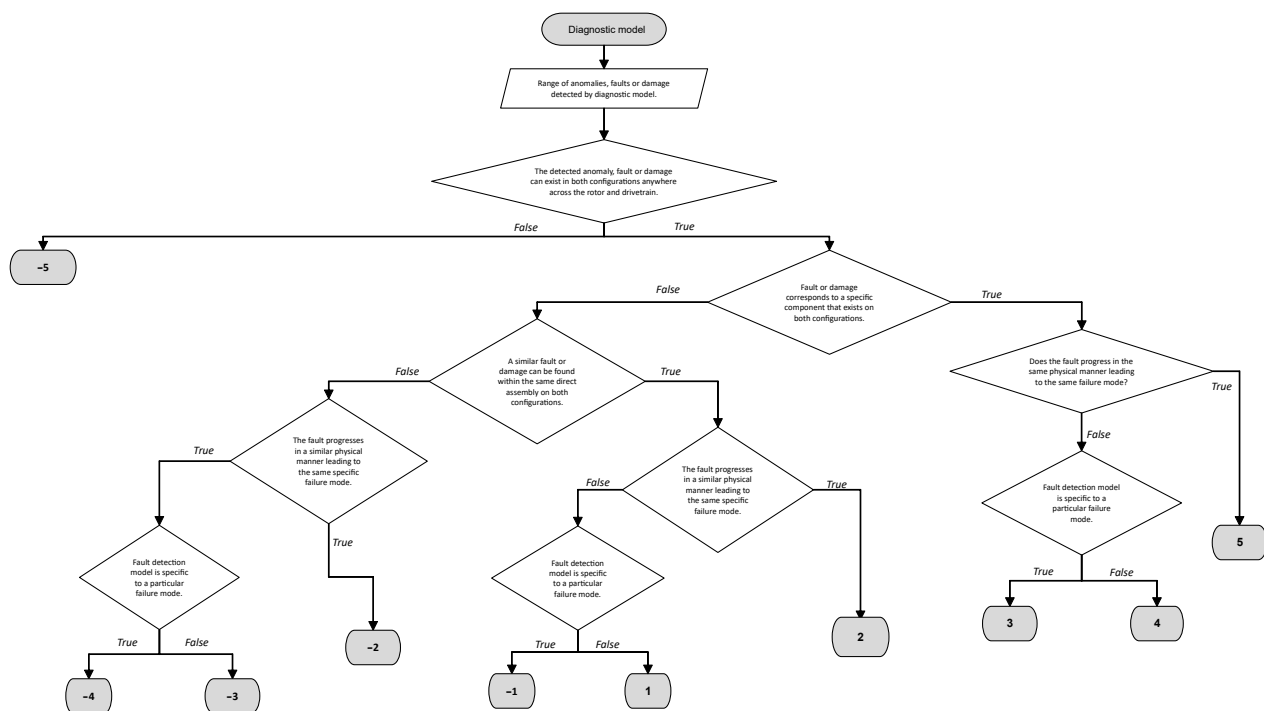 Diagnostic model
Range of anomalies, faults or damage
detected by diagnostic model.
The detected anomaly, fault or damage
can exist in both configurations anywhere
across the rotor and drivetrain.
False
True
−5
Fault or damage
corresponds to a specific
component that exists on
both configurations.
False
True
A similar fault or
damage can be found
within the same direct
assembly on both
configurations.
False
True
Does the fault progress in the
same physical manner leading
to the same failure mode?
True
False
The fault progresses
in a similar physical
manner leading to
the same specific
failure mode.
True
True
The fault progresses
in a similar physical
manner leading to
the same specific
failure mode.
False
True
Fault detection model
is specific to a
particular failure
mode.
True
False
5
Fault detection
model is specific
to a particular
failure mode.
True
False
Fault detection
model is specific
to a particular
failure mode.
True
False
3
4
2
−2
−4
−3
−1
1